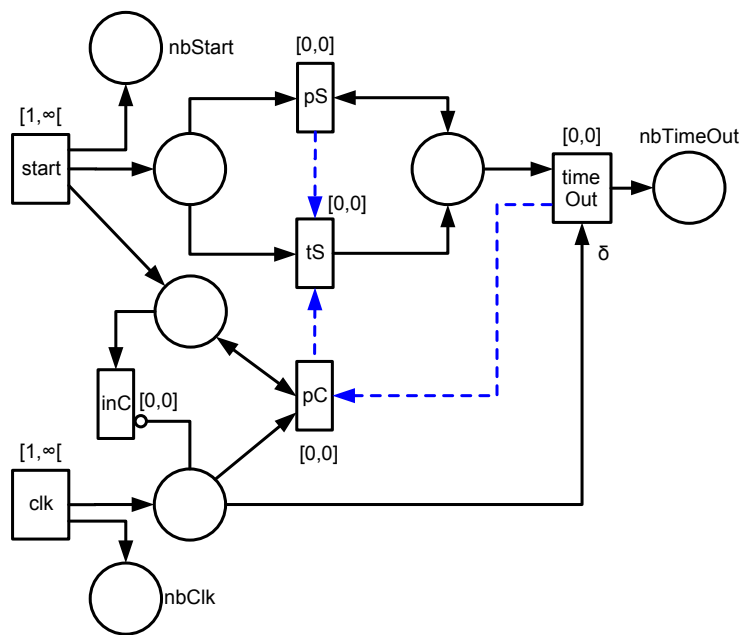 nbStart
[0,0]
[1,∞[
pS
[0,0]
nbTimeOut
start
time
Out
[0,0]
tS
δ
inC
[0,0]
pC
[1,∞[
[0,0]
clk
nbClk